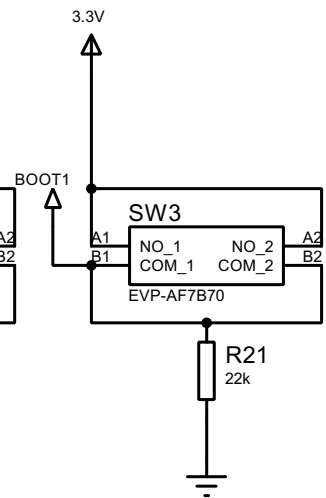 3.3V
BOOT1
SW3
A2
A1
NO_1
NO_2
A2
B2
B1
COM_1
COM_2
B2
EVP-AF7B70
R21
22k